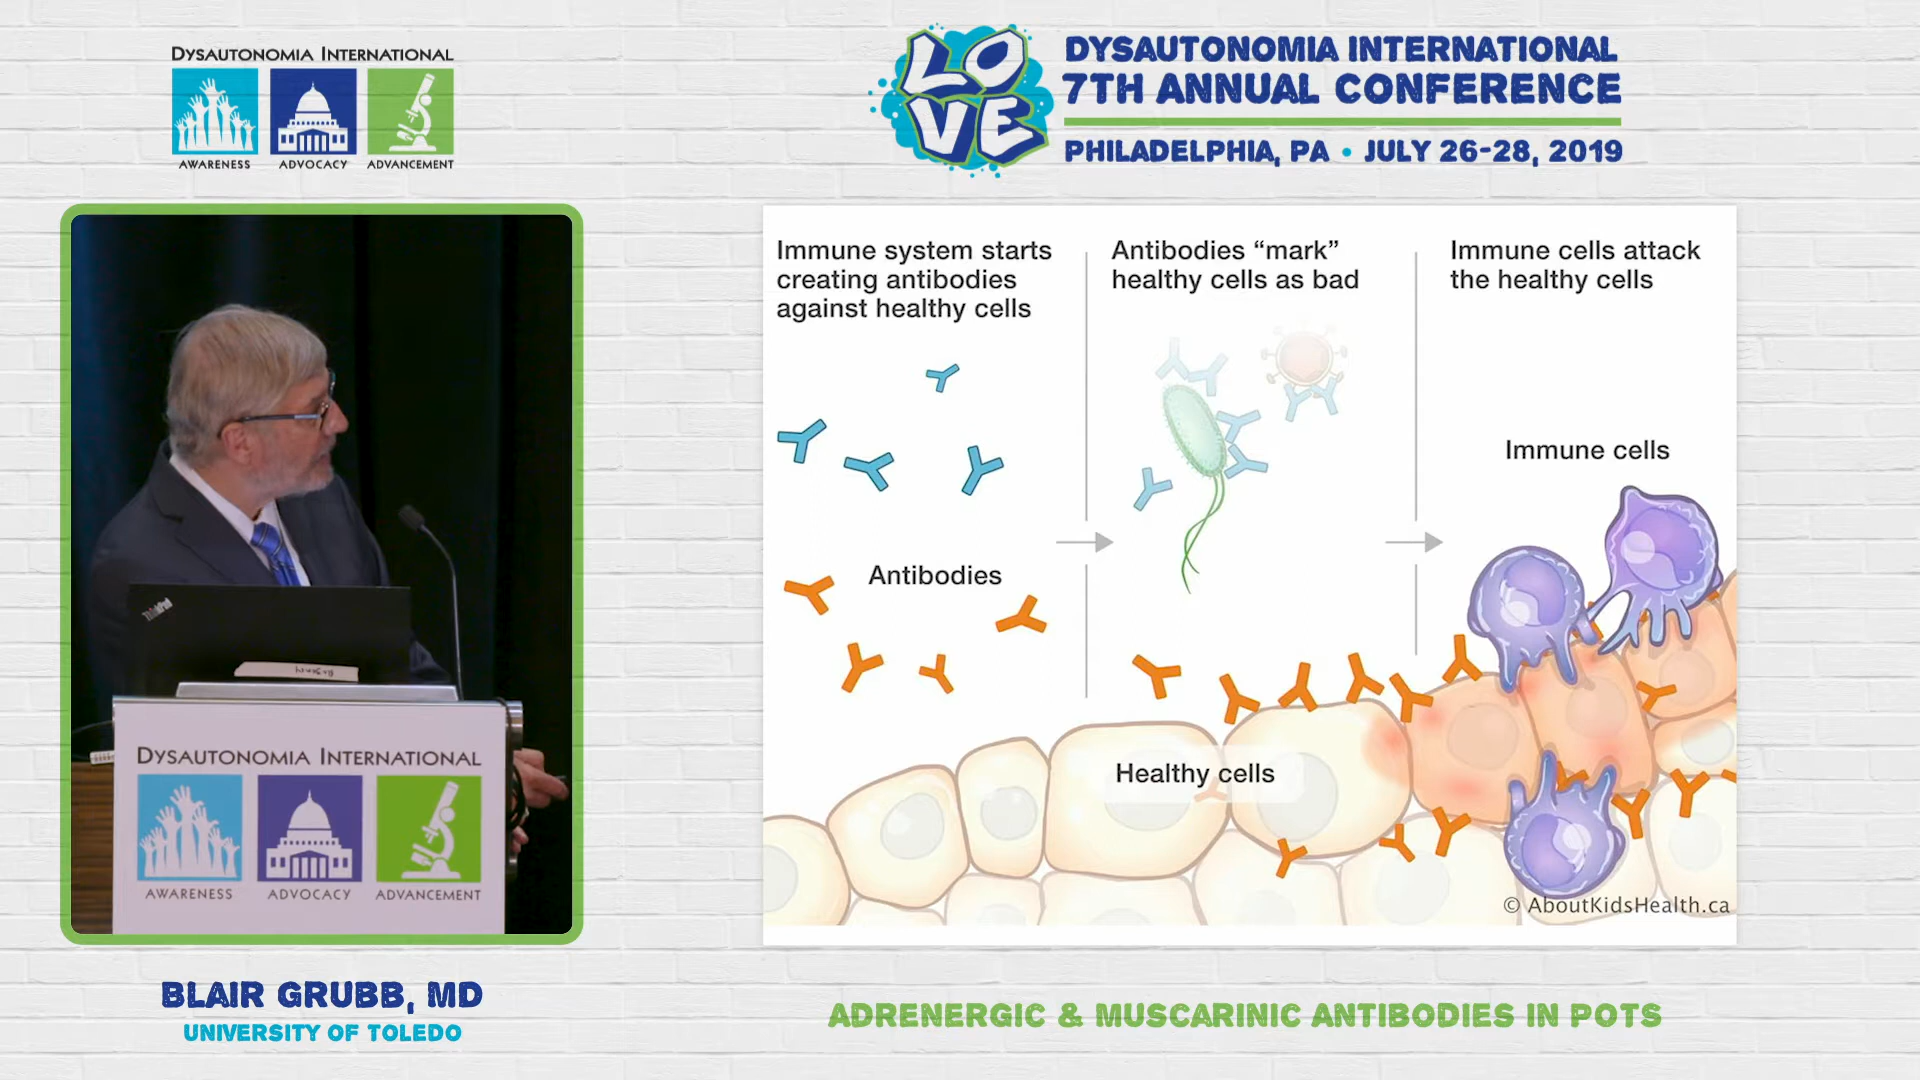 DYSAUTONOMIA INTERNATIONAL
AWARENESS
ADVOCACY
ADVANCEMENT
LOVE
DYSAUTONOMIA INTERNATIONAL
7TH ANNUAL CONFERENCE
PHILADELPHIA, PA • JULY 26-28, 2019
Immune system starts
creating antibodies
against healthy cells
Antibodies “mark”
healthy cells as bad
Immune cells attack
the healthy cells
Immune cells
Antibodies
Healthy cells
© AboutKidsHealth.ca
ThinkPad
DYSAUTONOMIA INTERNATIONAL
AWARENESS
ADVOCACY
ADVANCEMENT
BLAIR GRUBB, MD
UNIVERSITY OF TOLEDO
ADRENERGIC & MUSCARINIC ANTIBODIES IN POTS